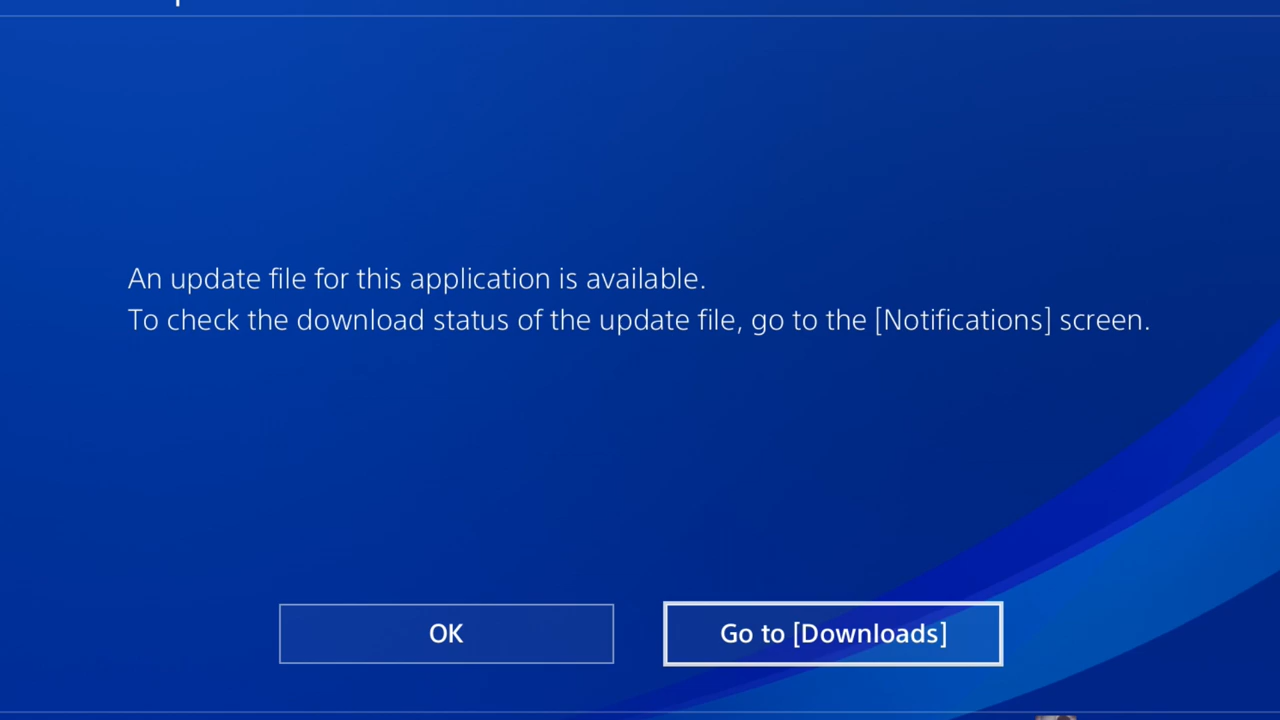 An update file for this application is available.
To check the download status of the update file, go to the [Notifications] screen.
OK
Go to [Downloads]